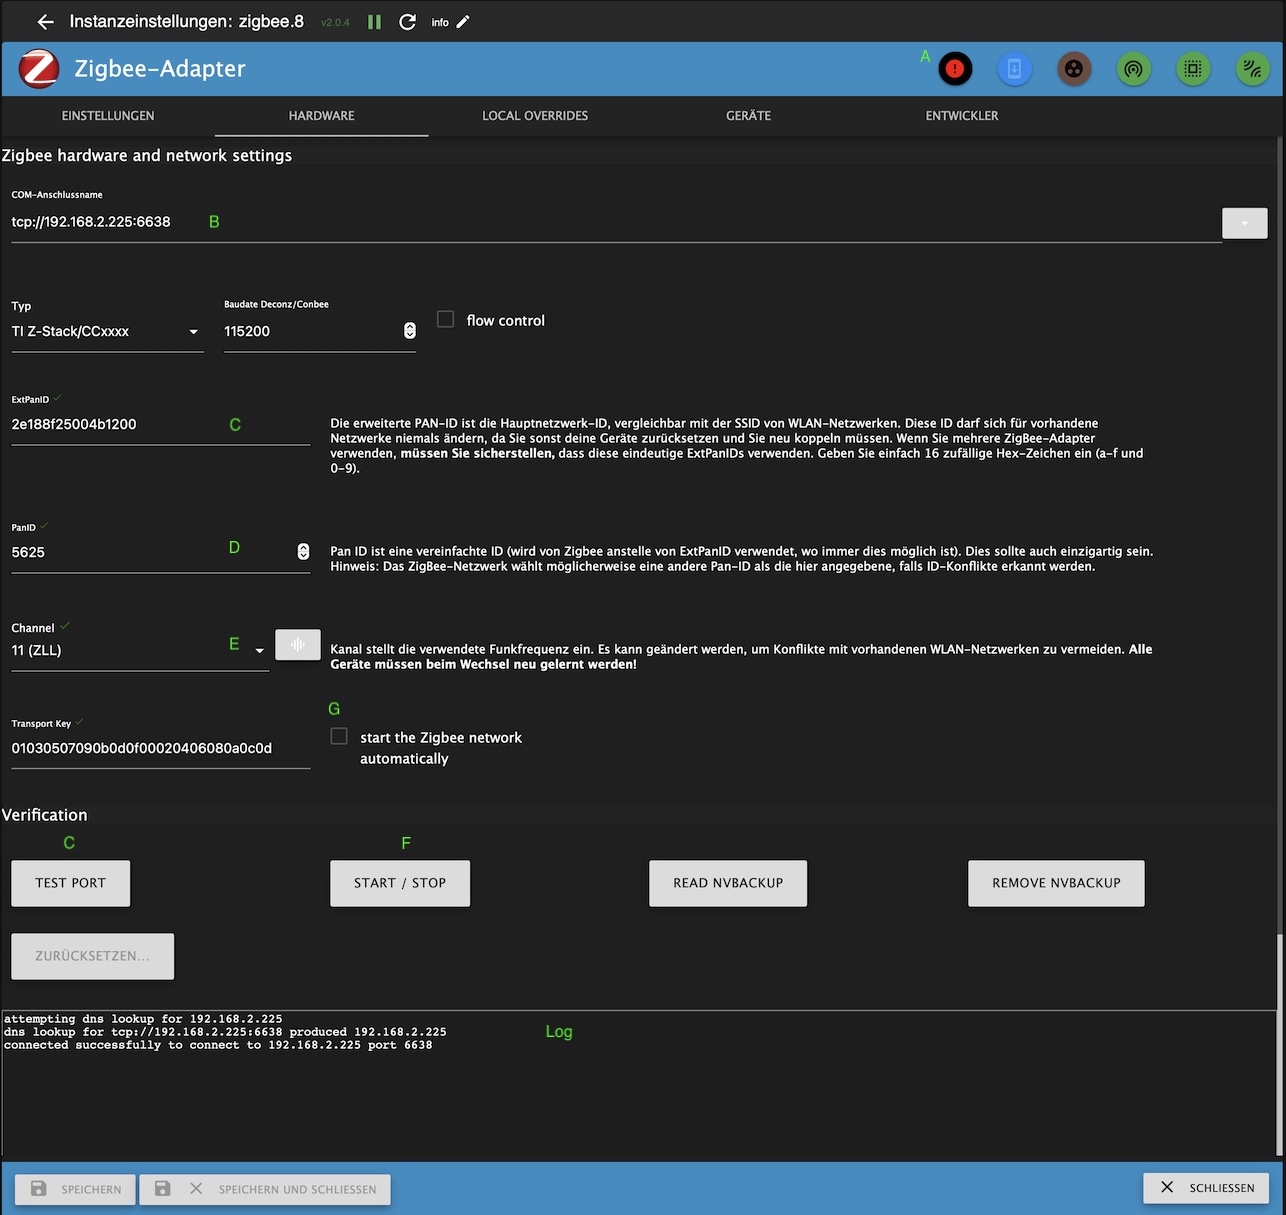 Instanzeinstellungen: zigbee.8 v2.0.4 info
Zigbee-Adapter A
EINSTELLUNGEN HARDWARE LOCAL OVERRIDES GERÄTE ENTWICKLER
Zigbee hardware and network settings
COM-Anschlussname
tcp://192.168.2.225:6638 B
Typ Baudate Deconz/Conbee
TI Z-Stack/CCxxxx 115200 flow control
ExtPanID
2e188f25004b1200 C
Die erweiterte PAN-ID ist die Hauptnetzwerk-ID, vergleichbar mit der SSID von WLAN-Netzwerken. Diese ID darf sich für vorhandene
Netzwerke niemals ändern, da Sie sonst deine Geräte zurücksetzen und Sie neu koppeln müssen. Wenn Sie mehrere ZigBee-Adapter
verwenden, müssen Sie sicherstellen, dass diese eindeutige ExtPanIDs verwenden. Geben Sie einfach 16 zufällige Hex-Zeichen ein (a-f und
0-9).
PanID
5625 D
Pan ID ist eine vereinfachte ID (wird von Zigbee anstelle von ExtPanID verwendet, wo immer dies möglich ist). Dies sollte auch einzigartig sein.
Hinweis: Das ZigBee-Netzwerk wählt möglicherweise eine andere Pan-ID als die hier angegebene, falls ID-Konflikte erkannt werden.
Channel
11 (ZLL) E
Kanal stellt die verwendete Funkfrequenz ein. Es kann geändert werden, um Konflikte mit vorhandenen WLAN-Netzwerken zu vermeiden. Alle
Geräte müssen beim Wechsel neu gelernt werden!
G
Transport Key
01030507090b0d0f00020406080a0c0d
start the Zigbee network
automatically
Verification
C F
TEST PORT START / STOP READ NVBACKUP REMOVE NVBACKUP
ZURÜCKSETZEN...
attempting dns lookup for 192.168.2.225
dns lookup for tcp://192.168.2.225:6638 produced 192.168.2.225
connected successfully to connect to 192.168.2.225 port 6638
Log
SPEICHERN SPEICHERN UND SCHLIESSEN SCHLIESSEN